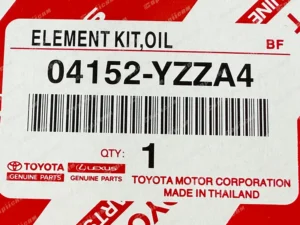 ELEMENT KIT,OIL
BF
04152-YZZA4
QTY: 1
TOYOTA
GENUINE PARTS
LEXUS
GENUINE PARTS
TOYOTA MOTOR CORPORATION
MADE IN THAILAND